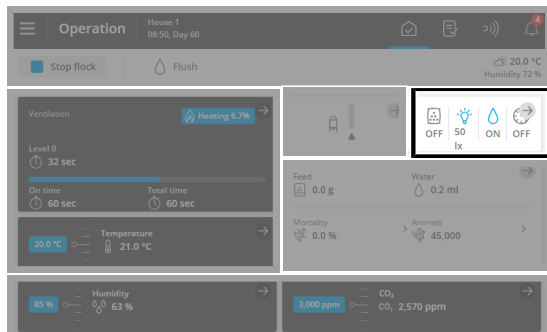 Operation
House 1
08:50, Day 60
4
Stop flock
Flush
20.0 °C
Humidity 72 %
Ventilation
Heating 6.7%
Level 0
32 sec
On time
Total time
60 sec
60 sec
OFF
50
lx
ON
OFF
Feed
Water
0.0 g
0.2 ml
Mortality
Animals
0.0 %
45,000
20.0 °C
Temperature
21.0 °C
85 %
Humidity
63 %
3,000 ppm
CO₂
CO, 2,570 ppm